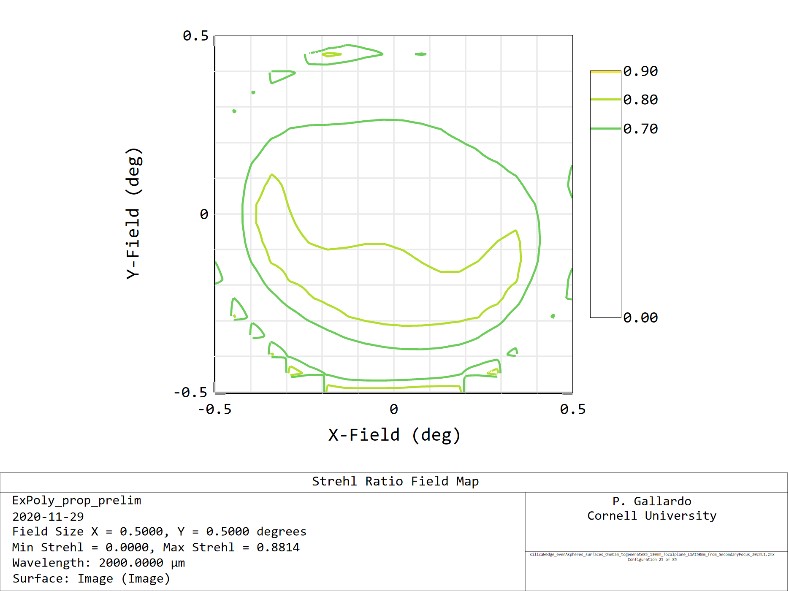 0.5
0
-0.5
Y-Field (deg)
-0.5
0
0.5
X-Field (deg)
0.90
0.80
0.70
0.00
Strehl Ratio Field Map
ExPoly_prop_prelim
2020-11-29
Field Size X = 0.5000, Y = 0.5000 degrees
Min Strehl = 0.0000, Max Strehl = 0.8814
Wavelength: 2000.0000 µm
Surface: Image (Image)
P. Gallardo
Cornell University